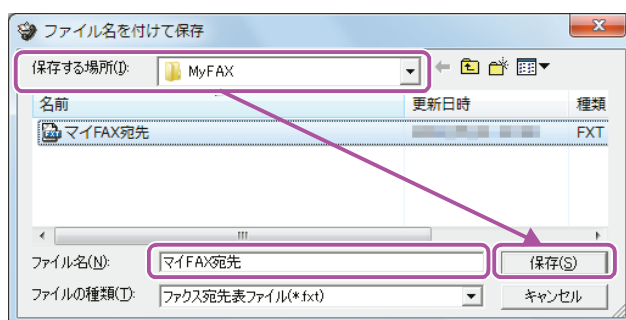 ファイル名を付けて保存
保存する場所(I): MyFAX
名前 更新日時 種類
マイFAX宛先 FXT
ファイル名(N): マイFAX宛先 保存(S)
ファイルの種類(T): ファクス宛先表ファイル(*.fxt) キャンセル